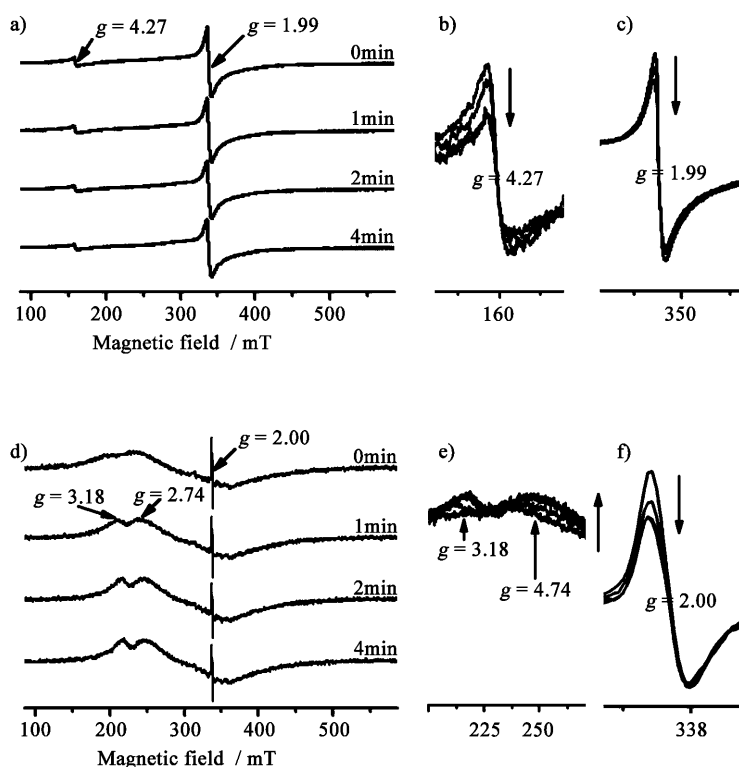 a)
g = 4.27
g = 1.99
0min
1min
2min
4min
100 200 300 400 500
Magnetic field / mT
b)
g = 4.27
160
c)
g = 1.99
350
d)
g = 2.00
0min
g = 3.18
g = 2.74
1min
2min
4min
100 200 300 400 500
Magnetic field / mT
e)
g = 3.18
g = 4.74
225 250
f)
g = 2.00
338